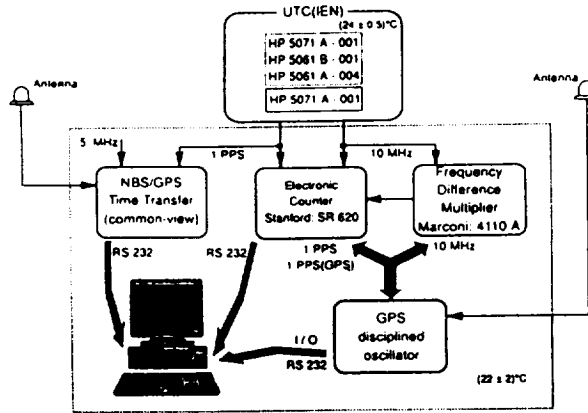 UTC(IEN)
(24 ± 0.5)°C
HP 5071 A - 001
HP 5061 B - 001
HP 5061 A - 004
HP 5071 A - 001
Antenna
Antenna
5 MHz
1 PPS
10 MHz
NBS/GPS
Time Transfer
(common-view)
Electronic
Counter
Stanford: SR 620
Frequency
Difference
Multiplier
Marconi: 4110 A
RS 232
RS 232
1 PPS
1 PPS(GPS)
10 MHz
GPS
disciplined
oscillator
I / O
RS 232
(22 ± 2)°C